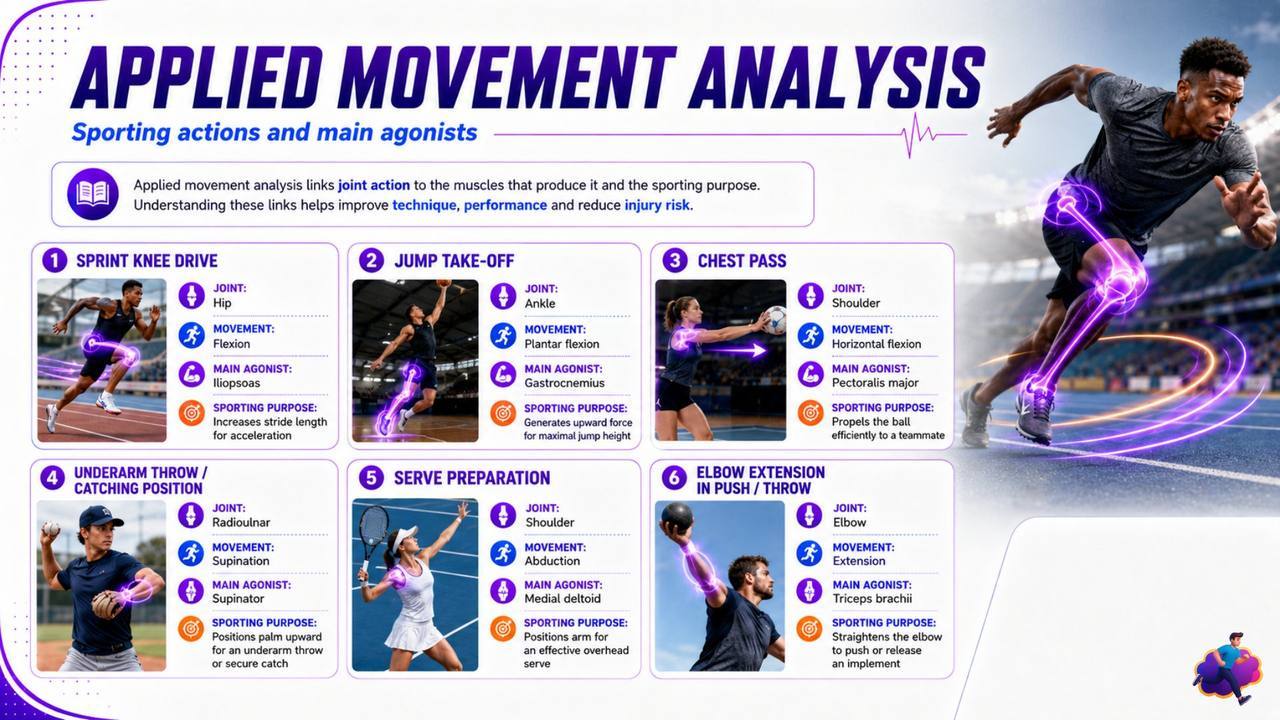 APPLIED MOVEMENT ANALYSIS
Sporting actions and main agonists
Applied movement analysis links joint action to the muscles that produce it and the sporting purpose.
Understanding these links helps improve technique, performance and reduce injury risk.
1 SPRINT KNEE DRIVE
JOINT:
Hip
MOVEMENT:
Flexion
MAIN AGONIST:
Iliopsoas
SPORTING PURPOSE:
Increases stride length
for acceleration
2 JUMP TAKE-OFF
JOINT:
Ankle
MOVEMENT:
Plantar flexion
MAIN AGONIST:
Gastrocnemius
SPORTING PURPOSE:
Generates upward force
for maximal jump height
3 CHEST PASS
JOINT:
Shoulder
MOVEMENT:
Horizontal flexion
MAIN AGONIST:
Pectoralis major
SPORTING PURPOSE:
Propels the ball
efficiently to a teammate
4 UNDERARM THROW /
CATCHING POSITION
JOINT:
Radioulnar
MOVEMENT:
Supination
MAIN AGONIST:
Supinator
SPORTING PURPOSE:
Positions palm upward
for an underarm throw
or secure catch
5 SERVE PREPARATION
JOINT:
Shoulder
MOVEMENT:
Abduction
MAIN AGONIST:
Medial deltoid
SPORTING PURPOSE:
Positions arm for
an effective overhead
serve
6 ELBOW EXTENSION
IN PUSH / THROW
JOINT:
Elbow
MOVEMENT:
Extension
MAIN AGONIST:
Triceps brachii
SPORTING PURPOSE:
Straightens the elbow
to push or release
an implement